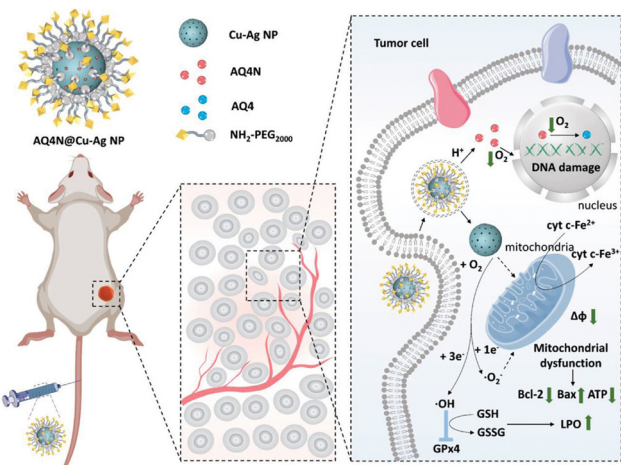 AQ4N@Cu-Ag NP
Cu-Ag NP
AQ4N
AQ4
NH₂-PEG₂₀₀₀
Tumor cell
H⁺
O₂
O₂
DNA damage
nucleus
cyt c-Fe²⁺
mitochondria
cyt c-Fe³⁺
+ O₂
Δϕ
+ 3e⁻
+ 1e⁻
·O₂⁻
Mitochondrial
dysfunction
Bcl-2 Bax ATP
·OH
GSH
GSSG
LPO
GPx4